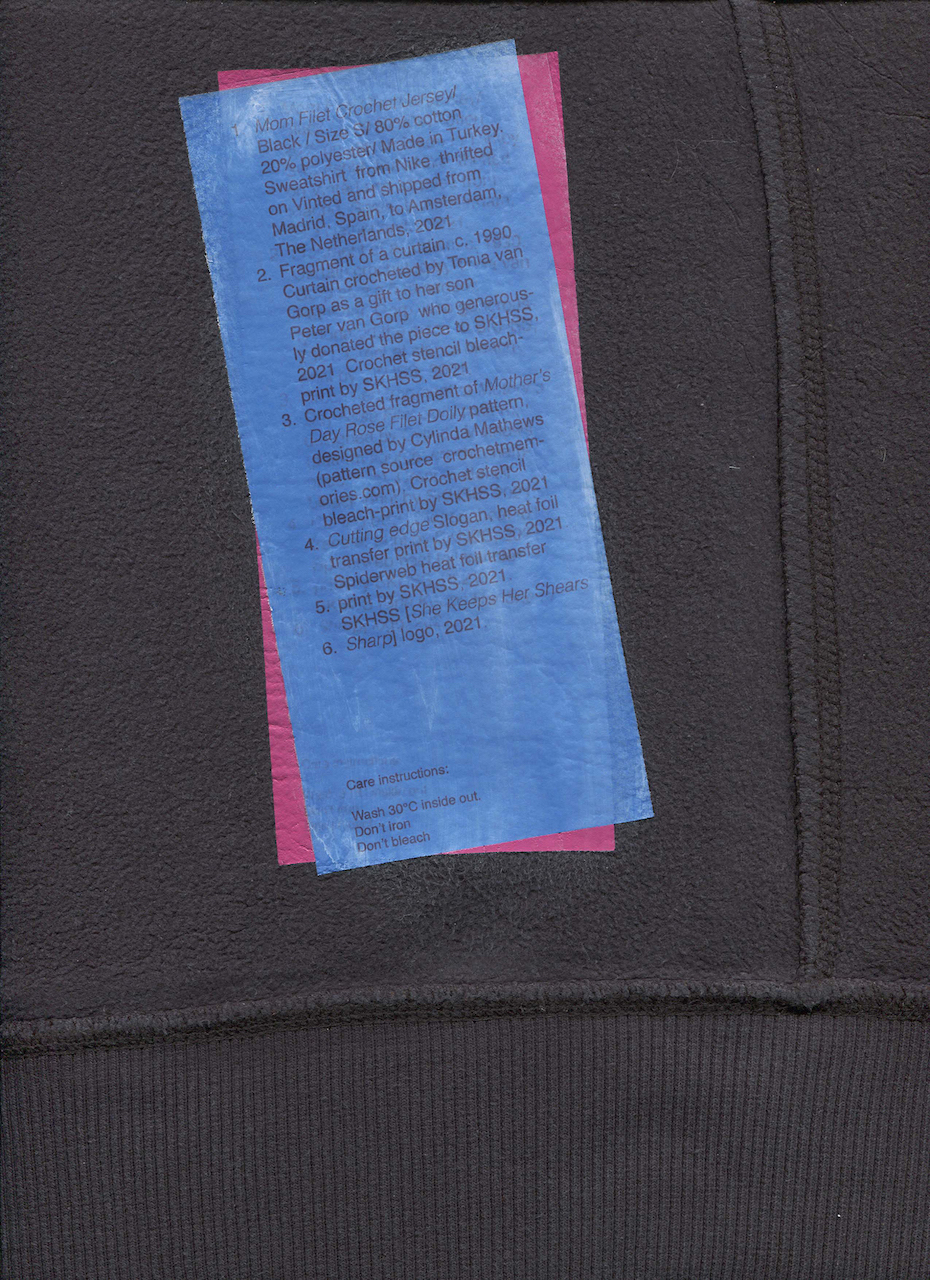 1. Mom Filet Crochet Jersey/
Black / Size S/ 80% cotton
20% polyester/ Made in Turkey.
Sweatshirt from Nike thrifted
on Vinted and shipped from
Madrid, Spain, to Amsterdam,
The Netherlands, 2021
2. Fragment of a curtain, c. 1990
Curtain crocheted by Tonia van
Gorp as a gift to her son
Peter van Gorp who generous-
ly donated the piece to SKHSS,
2021 Crochet stencil bleach-
print by SKHSS, 2021
3. Crocheted fragment of Mother's
Day Rose Filet Doily pattern,
designed by Cylinda Mathews
(pattern source crochetmem-
ories.com). Crochet stencil
bleach-print by SKHSS, 2021
4. Cutting edge Slogan, heat foil
transfer print by SKHSS, 2021
Spiderweb heat foil transfer
5. print by SKHSS, 2021
SKHSS [She Keeps Her Shears
6. Sharp] logo, 2021.
Care instructions:
Wash 30°C inside out.
Don't iron
Don't bleach